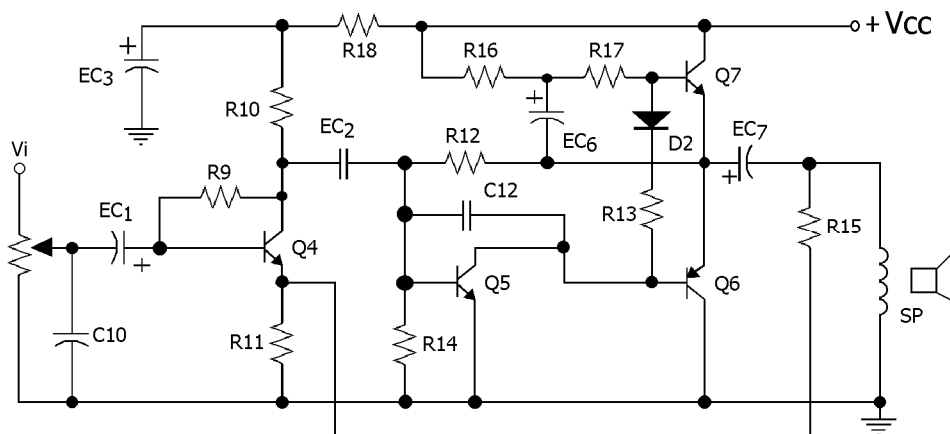 + Vcc
R18
R16
R17
Q7
EC3
R10
EC2
R12
EC6
D2
EC7
Vi
R9
C12
R13
R15
EC1
Q4
Q5
Q6
SP
C10
R11
R14